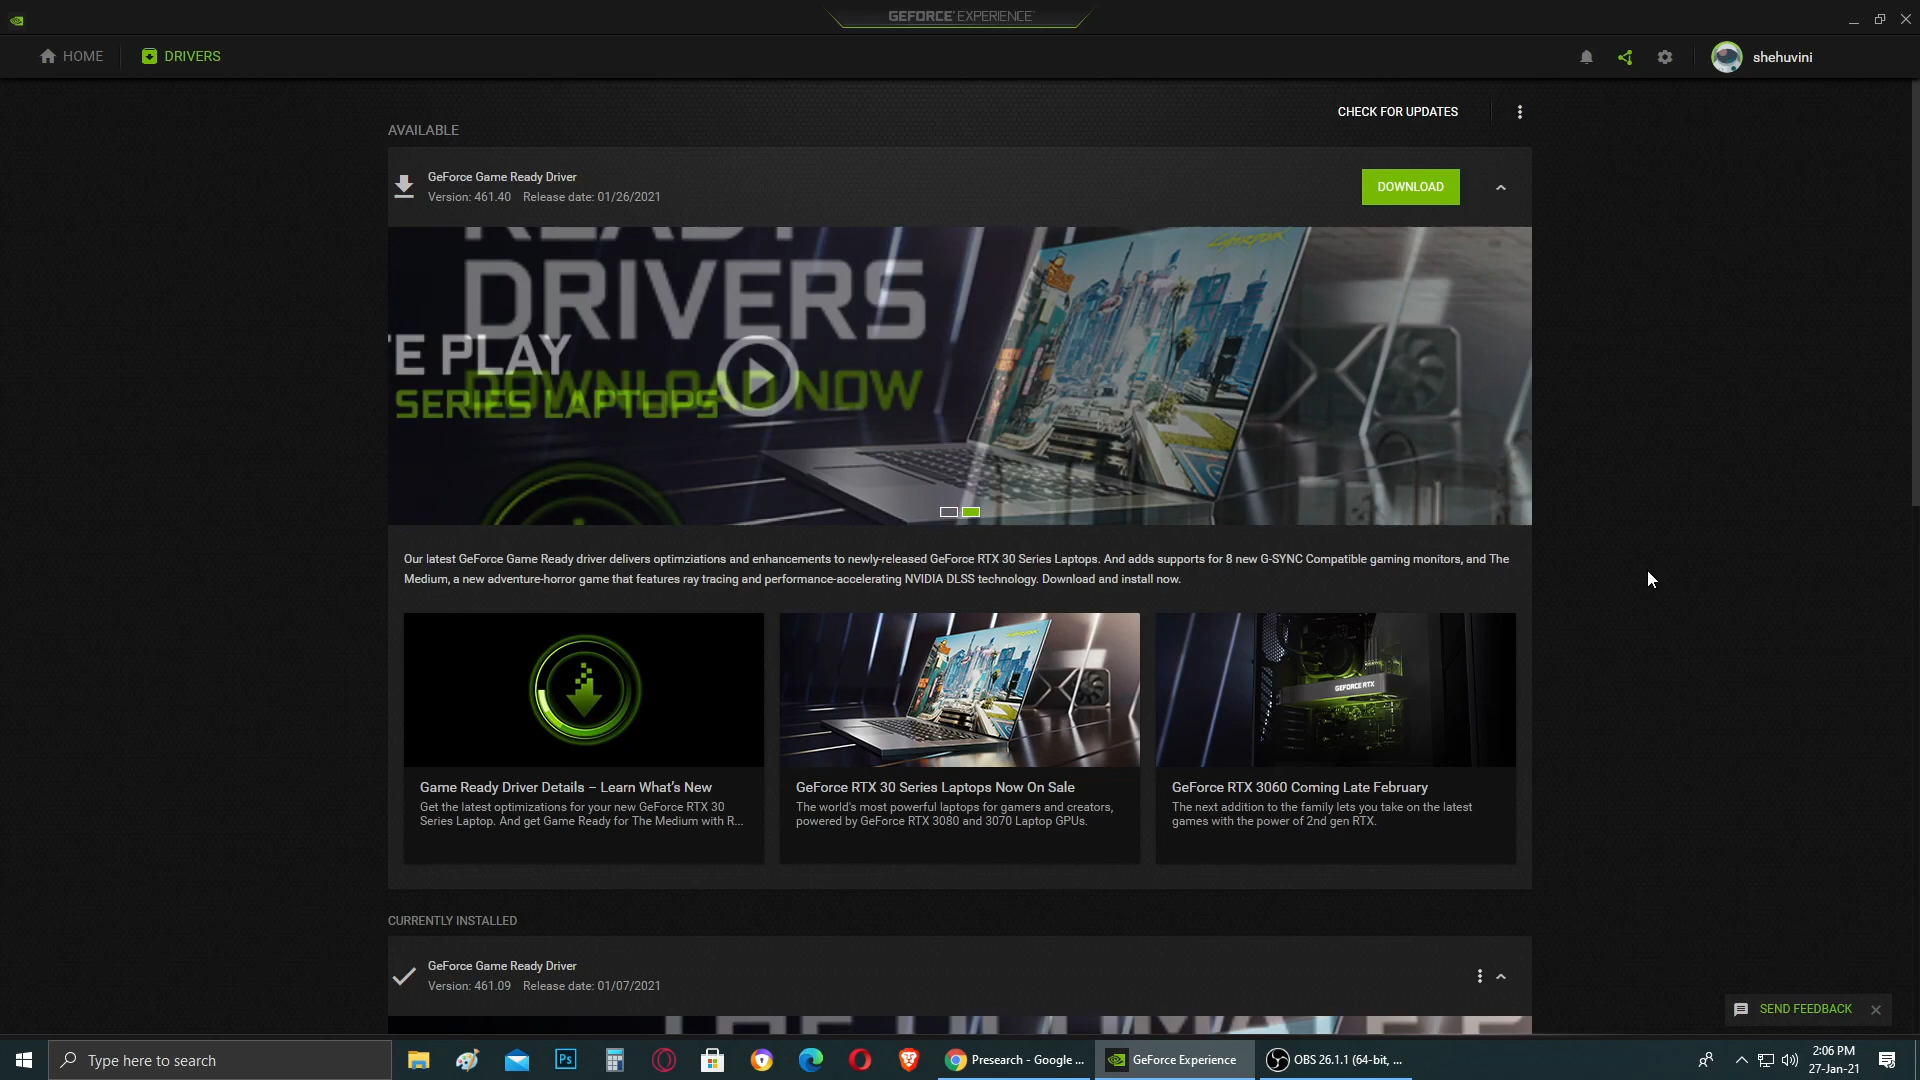 GEFORCE EXPERIENCE
HOME
DRIVERS
shehuvini
CHECK FOR UPDATES
AVAILABLE
GeForce Game Ready Driver
Version: 461.40 Release date: 01/26/2021
DOWNLOAD
DRIVERS
E PLAY
DOWNLOAD NOW
SERIES LAPTOPS
Our latest GeForce Game Ready driver delivers optimziations and enhancements to newly-released GeForce RTX 30 Series Laptops. And adds supports for 8 new G-SYNC Compatible gaming monitors, and The
Medium, a new adventure-horror game that features ray tracing and performance-accelerating NVIDIA DLSS technology. Download and install now.
GEFORCE RTX
Game Ready Driver Details – Learn What's New
Get the latest optimizations for your new GeForce RTX 30
Series Laptop. And get Game Ready for The Medium with R...
GeForce RTX 30 Series Laptops Now On Sale
The world's most powerful laptops for gamers and creators,
powered by GeForce RTX 3080 and 3070 Laptop GPUs.
GeForce RTX 3060 Coming Late February
The next addition to the family lets you take on the latest
games with the power of 2nd gen RTX.
CURRENTLY INSTALLED
GeForce Game Ready Driver
Version: 461.09 Release date: 01/07/2021
SEND FEEDBACK
Type here to search
Ps
Presearch - Google ...
GeForce Experience
OBS 26.1.1 (64-bit, ...
2:06 PM
27-Jan-21